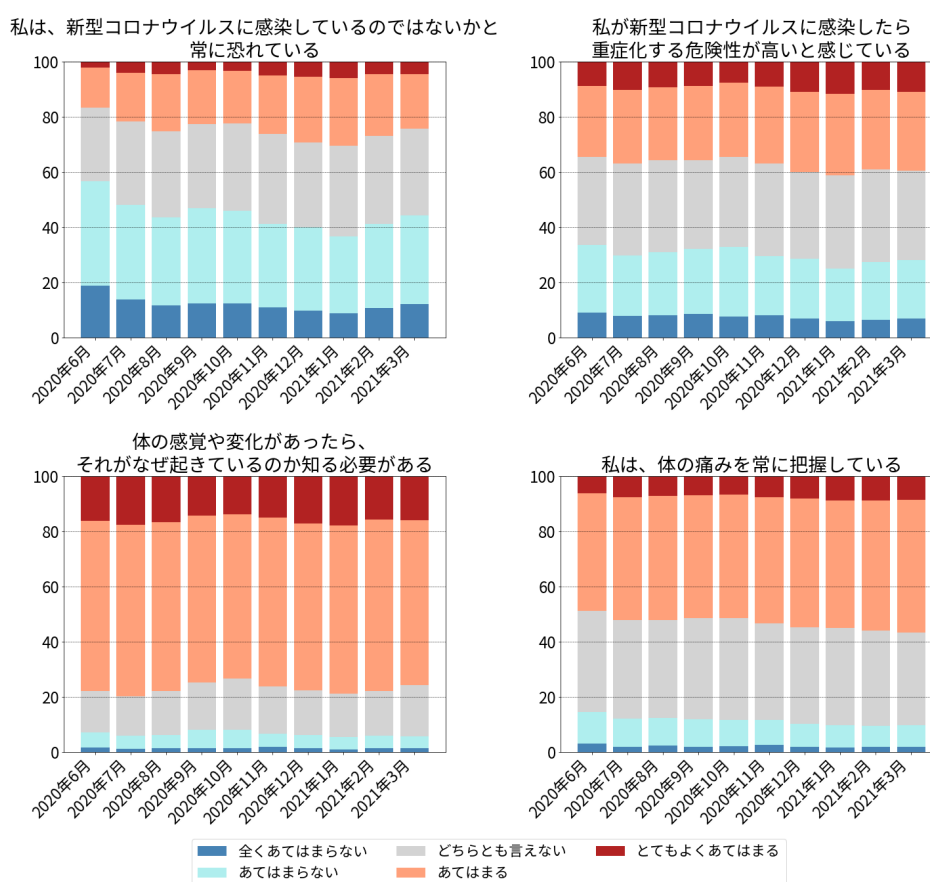 私は、新型コロナウイルスに感染しているのではないかと
常に恐れている
100
80
60
40
20
0
2020年6月
2020年7月
2020年8月
2020年9月
2020年10月
2020年11月
2020年12月
2021年1月
2021年2月
2021年3月
私が新型コロナウイルスに感染したら
重症化する危険性が高いと感じている
100
80
60
40
20
0
2020年6月
2020年7月
2020年8月
2020年9月
2020年10月
2020年11月
2020年12月
2021年1月
2021年2月
2021年3月
体の感覚や変化があったら、
それがなぜ起きているのか知る必要がある
100
80
60
40
20
0
2020年6月
2020年7月
2020年8月
2020年9月
2020年10月
2020年11月
2020年12月
2021年1月
2021年2月
2021年3月
私は、体の痛みを常に把握している
100
80
60
40
20
0
2020年6月
2020年7月
2020年8月
2020年9月
2020年10月
2020年11月
2020年12月
2021年1月
2021年2月
2021年3月
全くあてはまらない
どちらとも言えない
とてもよくあてはまる
あてはまらない
あてはまる